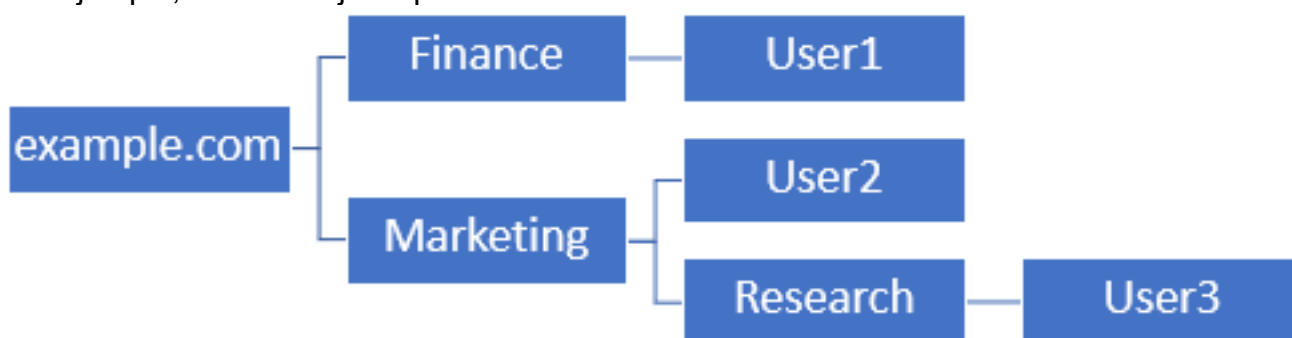 Finance
User1
example.com
User2
Marketing
Research
User3